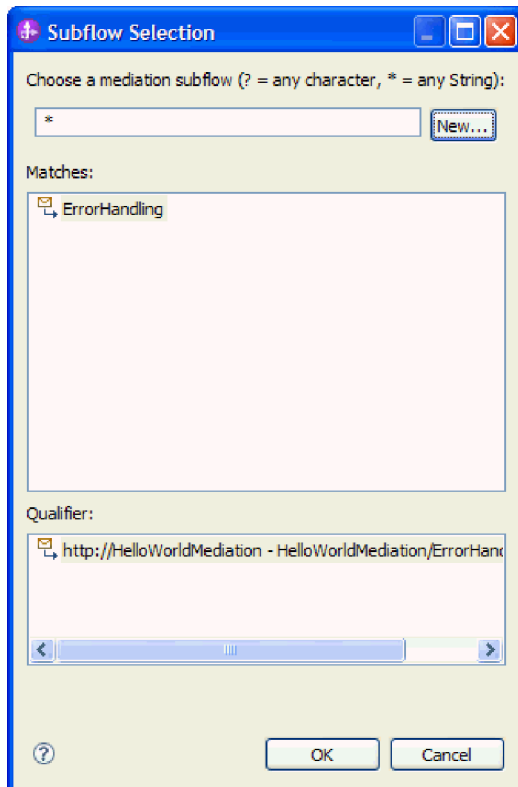 Subflow Selection
Choose a mediation subflow (? = any character, * = any String):
*
New...
Matches:
ErrorHandling
Qualifier:
http://HelloWorldMediation - HelloWorldMediation/ErrorHand
?
OK
Cancel